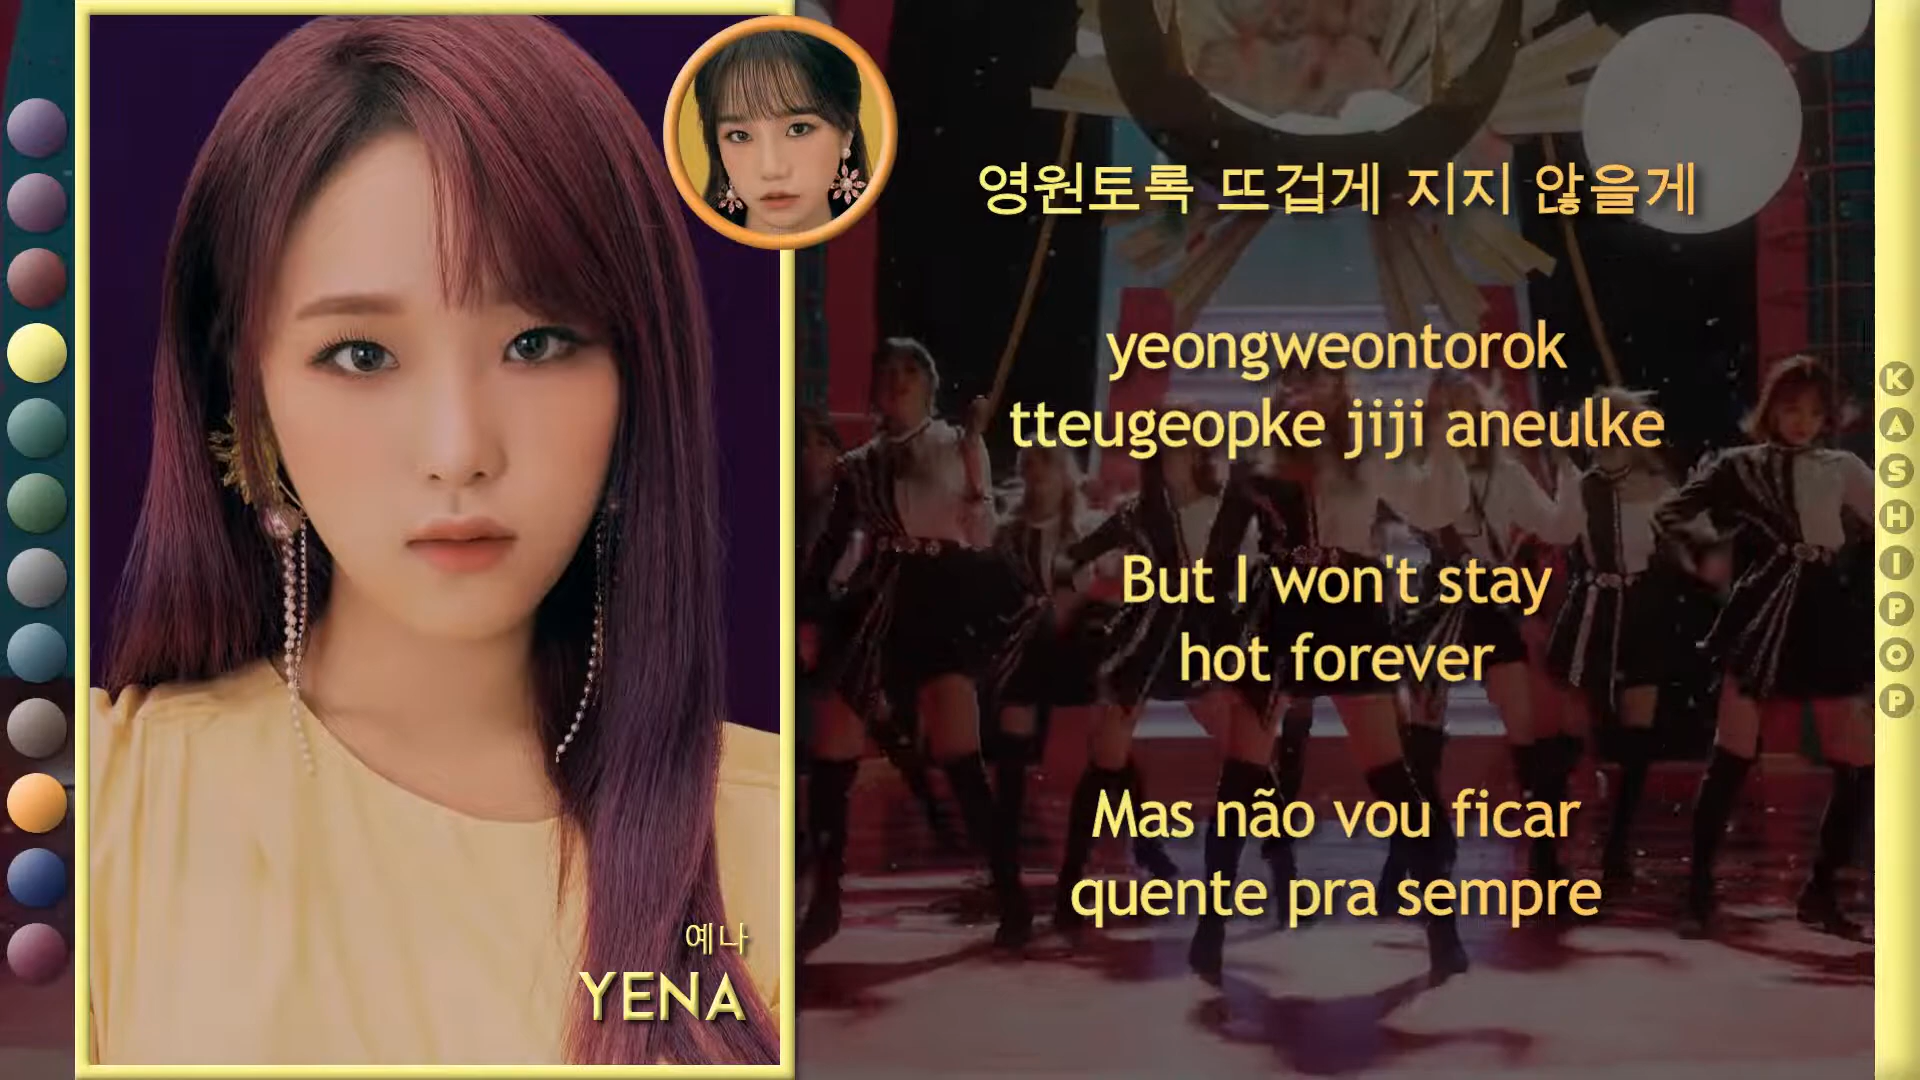 영원토록 뜨겁게 지지 않을게
yeongweontorok
tteugeopke jiji aneulke
But I won't stay
hot forever
Mas não vou ficar
quente pra sempre
예나
YENA
KASHIPOP